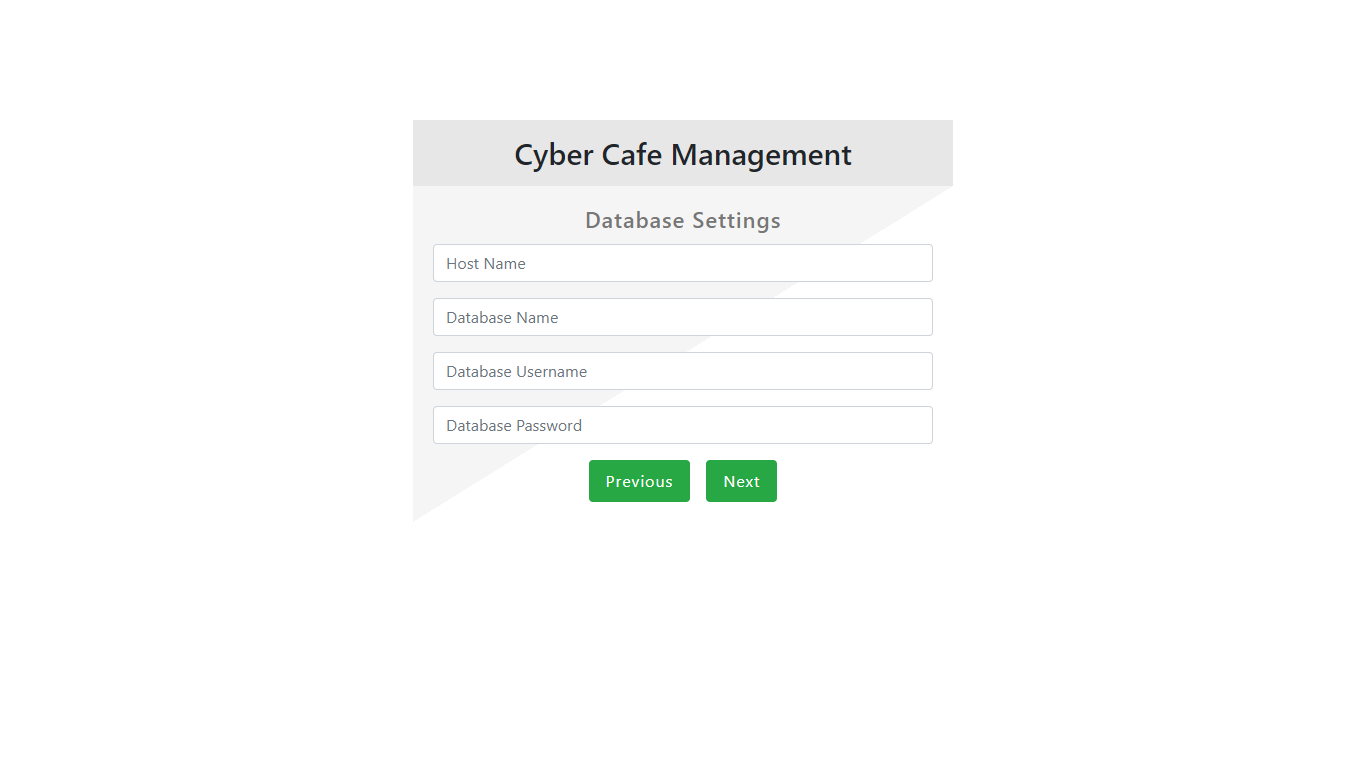 Cyber Cafe Management
Database Settings
Host Name
Database Name
Database Username
Database Password
Previous Next